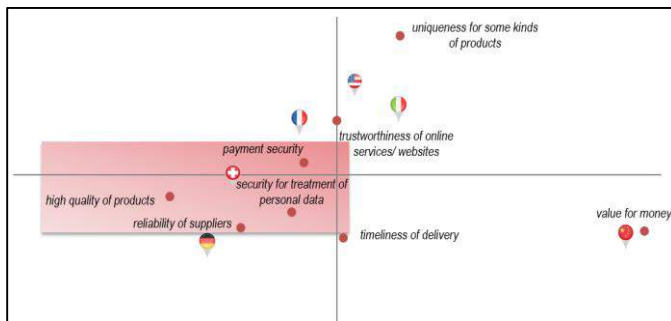 uniqueness for some kinds
of products
trustworthiness of online
services/ websites
payment security
security for treatment of
personal data
high quality of products
reliability of suppliers
timeliness of delivery
value for money